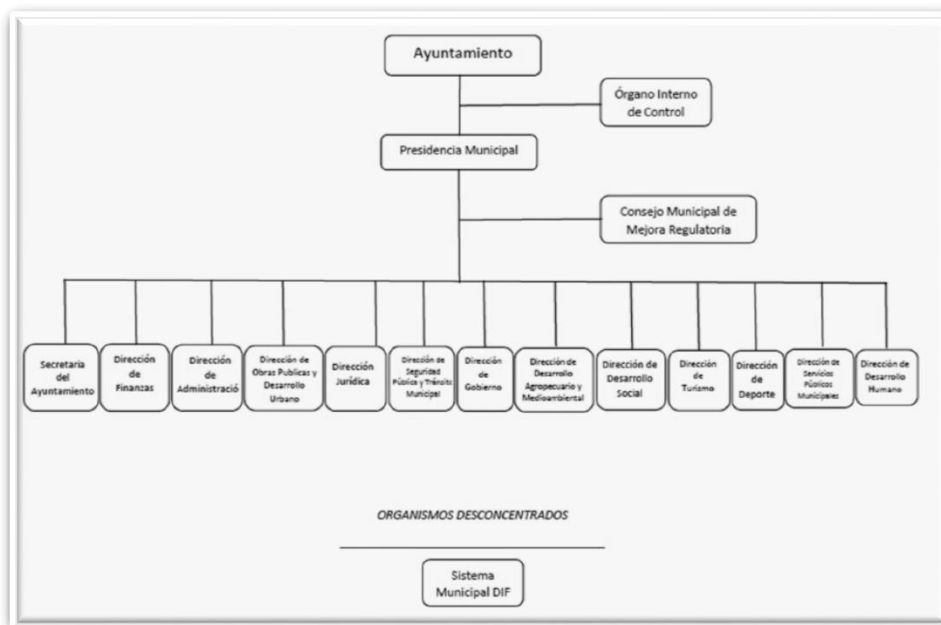 Ayuntamiento
Órgano Interno
de Control
Presidencia Municipal
Consejo Municipal de
Mejora Regulatoria
Secretaria
del
Ayuntamiento
Dirección
de
Finanzas
Dirección
de
Administració
Dirección de
Obras Publicas y
Desarrollo
Urbano
Dirección
Jurídica
Dirección de
Seguridad
Pública y Tránsito
Municipal
Dirección
de
Gobierno
Dirección de
Desarrollo
Agropecuario y
Medioambiental
Dirección de
Desarrollo
Social
Dirección
de
Turismo
Dirección
de
Deporte
Dirección de
Servicios
Públicos
Municipales
Dirección de
Desarrollo
Humano
ORGANISMOS DESCONCENTRADOS
Sistema
Municipal DIF